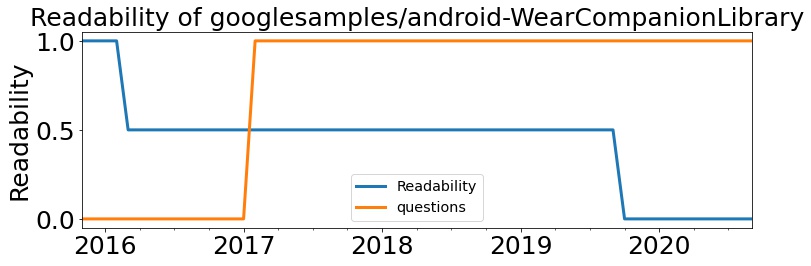 Readability of googlesamples/android-WearCompanionLibrary
Readability
1.0
0.5
0.0
Readability
questions
2016 2017 2018 2019 2020